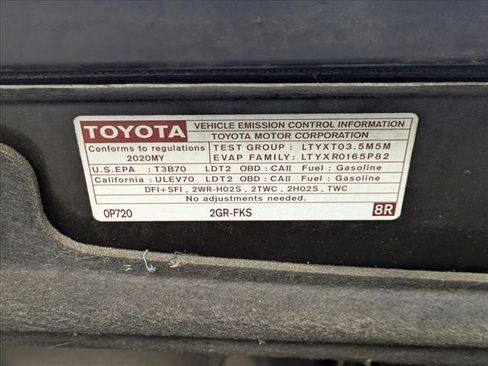 TOYOTA VEHICLE EMISSION CONTROL INFORMATION
TOYOTA MOTOR CORPORATION
Conforms to regulations TEST GROUP : LTYXT03.5M5M
2020MY EVAP FAMILY: LTYXR0165P82
U.S.EPA : T3B70 LDT2 OBD : CAII Fuel : Gasoline
California : ULEV70 LDT2 OBD : CAII Fuel : Gasoline
DFI+SFI , 2WR-HO2S , 2TWC , 2HO2S , TWC
No adjustments needed.
0P720 2GR-FKS 8R